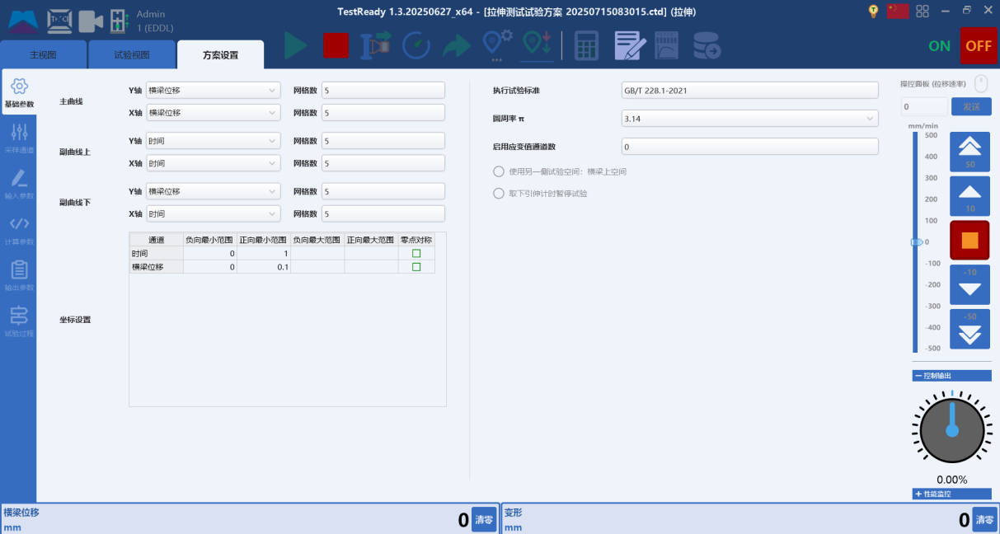 Admin
1 (EDDL)
TestReady 1.3.20250627_x64 - [拉伸测试试验方案 20250715083015.ctd] (拉伸)
主视图
试验视图
方案设置
ON
OFF
基础参数
采样通道
输入参数
计算参数
输出参数
试验过程
主曲线
Y轴 横梁位移 网格数 5
X轴 横梁位移 网格数 5
副曲线上
Y轴 时间 网格数 5
X轴 时间 网格数 5
副曲线下
Y轴 横梁位移 网格数 5
X轴 时间 网格数 5
坐标设置
通道 负向最小范围 正向最小范围 负向最大范围 正向最大范围 零点对称
时间 0 1
横梁位移 0 0.1
执行试验标准 GB/T 228.1-2021
圆周率 π 3.14
启用应变值通道数 0
使用另一侧试验空间: 横梁上空间
取下引伸计时暂停试验
操控面板 (位移速率)
0 发送
mm/min
500
400
300
200
100
0
-100
-200
-300
-400
-500
50
10
-10
-50
控制输出
0.00%
性能监控
横梁位移
mm
0 清零
变形
mm
0 清零